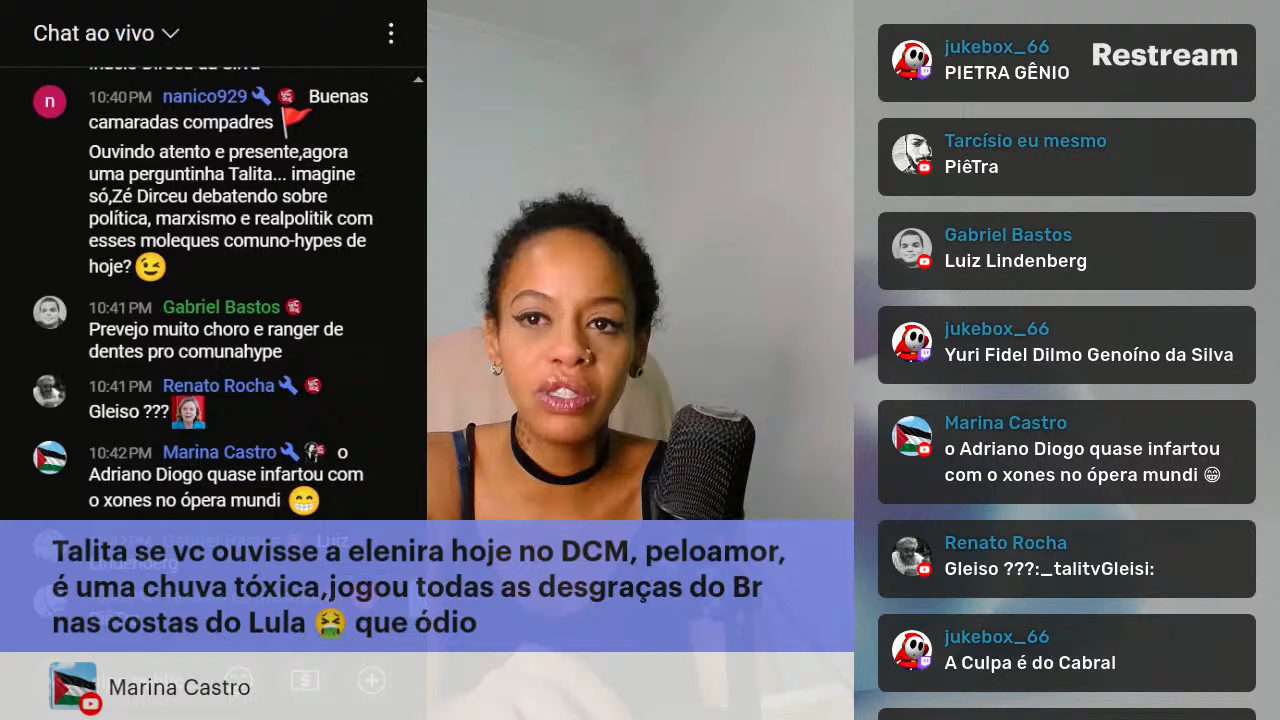 Chat ao vivo
10:40PM nanico929 Buenas
camaradas compadres
Ouvindo atento e presente,agora
uma perguntinha Talita... imagine
só,Zé Dirceu debatendo sobre
política, marxismo e realpolitik com
esses moleques comuno-hypes de
hoje?
10:41PM Gabriel Bastos
Prevejo muito choro e ranger de
dentes pro comunahype
10:41PM Renato Rocha
Gleiso ???
10:42PM Marina Castro o
Adriano Diogo quase infartou com
o xones no ópera mundi
Talita se vc ouvisse a elenira hoje no DCM, peloamor,
é uma chuva tóxica,jogou todas as desgraças do Br
nas costas do Lula 🤮 que ódio
Marina Castro
Restream
jukebox_66
PIETRA GÊNIO
Tarcísio eu mesmo
PiêTra
Gabriel Bastos
Luiz Lindenberg
jukebox_66
Yuri Fidel Dilmo Genoíno da Silva
Marina Castro
o Adriano Diogo quase infartou
com o xones no ópera mundi 😁
Renato Rocha
Gleiso ???:_talitvGleisi:
jukebox_66
A Culpa é do Cabral